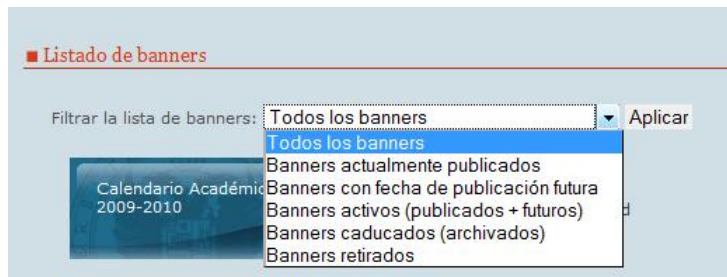 Listado de banners
Filtrar la lista de banners: Todos los banners Aplicar
Todos los banners
Banners actualmente publicados
Banners con fecha de publicación futura
Banners activos (publicados + futuros)
Banners caducados (archivados)
Banners retirados
Calendario Académic
2009-2010